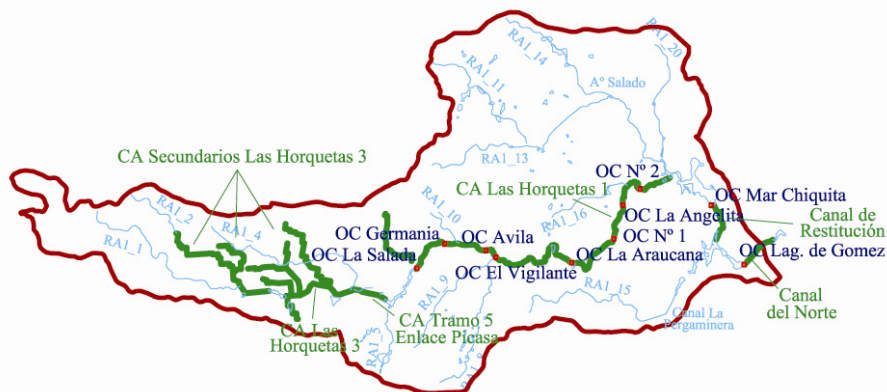 RA1_20
RA1_14
RA1_11
Aº Salado
RA1_13
CA Secundarios Las Horquetas 3
OC Nº 2
CA Las Horquetas 1
OC Mar Chiquita
RA1_2
RA1_10
RA1_16
OC La Angelita
Canal de
Restitución
RA1_1
RA1_4
OC Germania
OC Avila
OC Nº 1
OC La Salada
OC El Vigilante
OC La Araucana
OC Lag. de Gomez
RA1_9
RA1_15
Canal
del Norte
CA Las
Horquetas 3
CA Tramo 5
Enlace Picasa
Canal La
Pergaminera
RA1_5